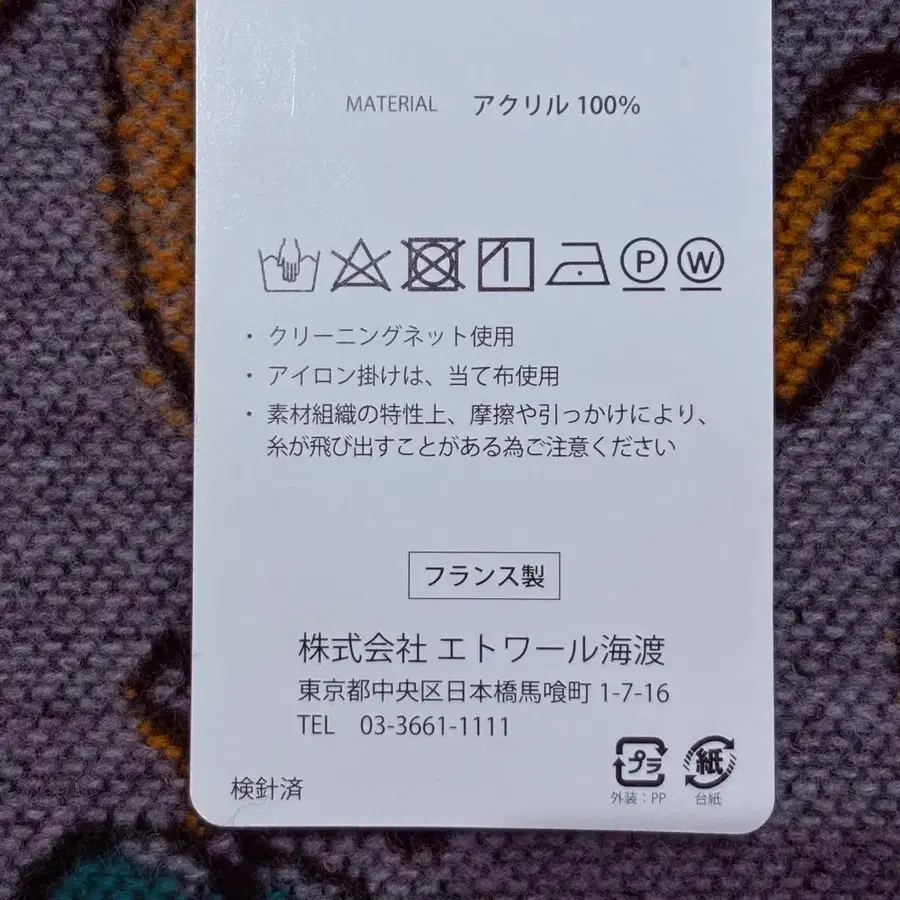 MATERIAL アクリル 100%
P W
・ クリーニングネット使用
・ アイロン掛けは、当て布使用
・ 素材組織の特性上、摩擦や引っかけにより、
糸が飛び出すことがある為ご注意ください
フランス製
株式会社 エトワール海渡
東京都中央区日本橋馬喰町 1-7-16
TEL 03-3661-1111
プラ 紙
外装：PP 台紙
検針済